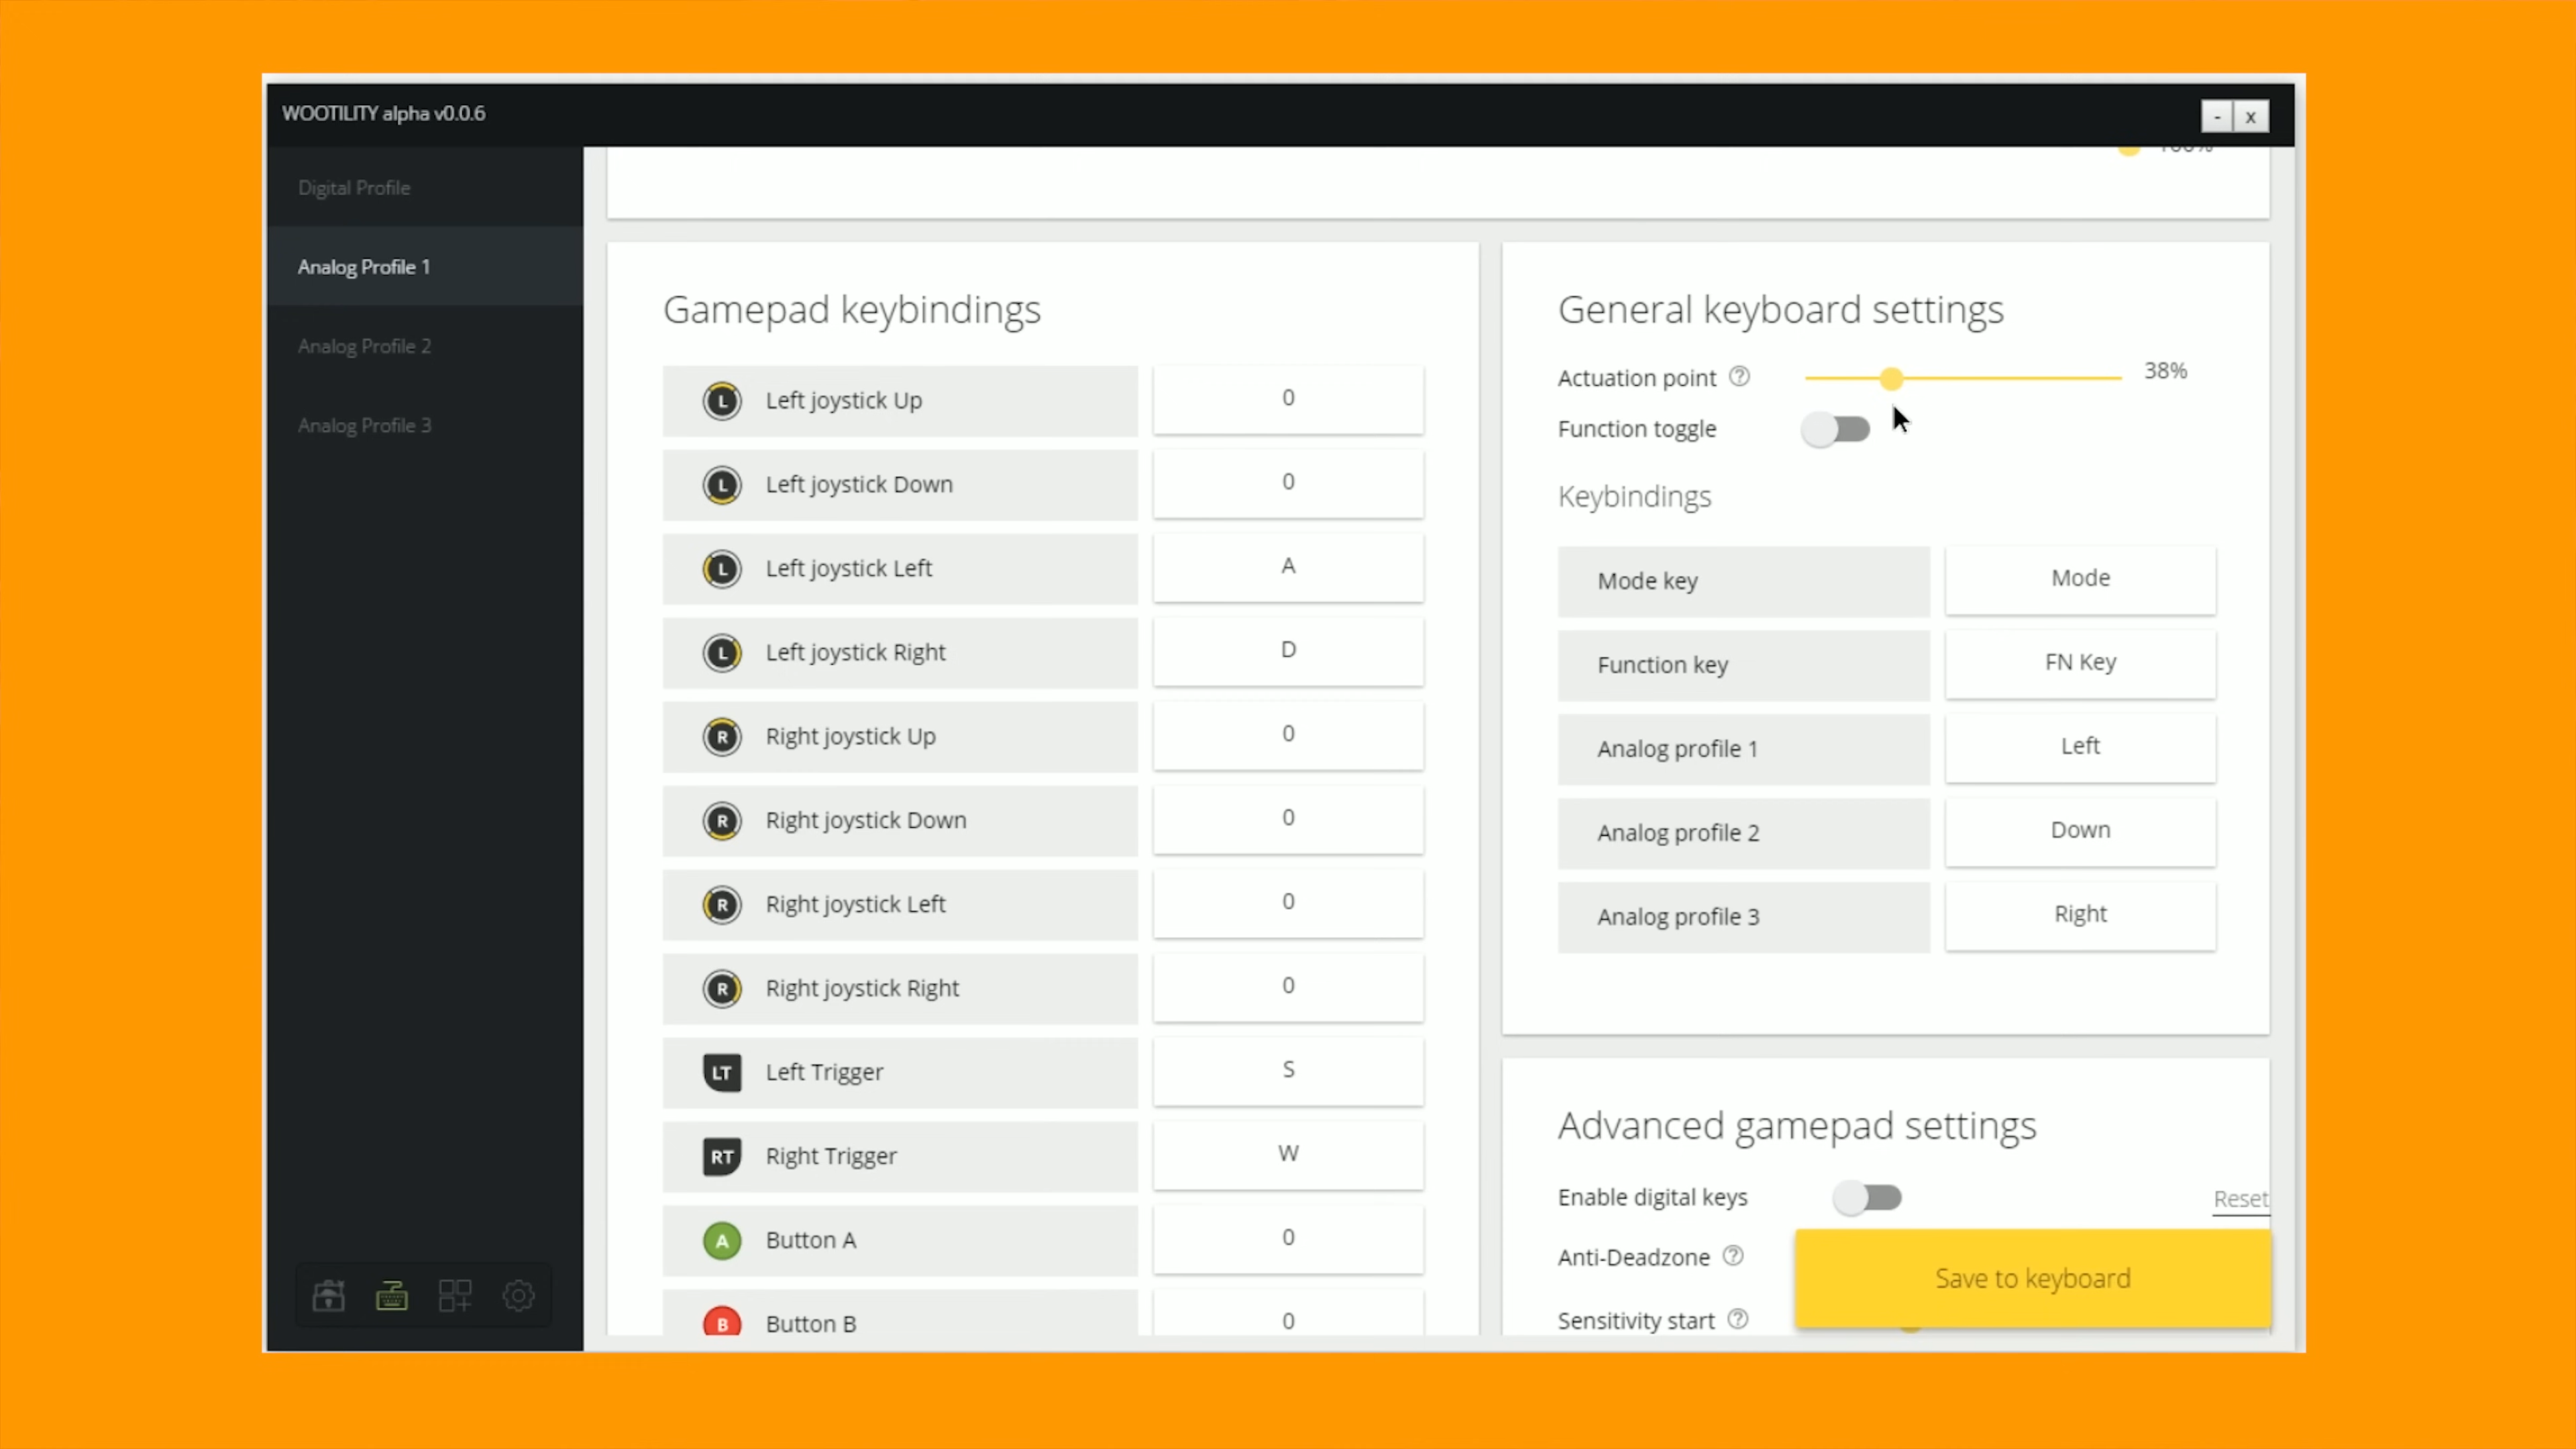 WOOTILITY alpha v0.0.6
- x
Digital Profile
Analog Profile 1
Analog Profile 2
Analog Profile 3
Gamepad keybindings
L Left joystick Up 0
L Left joystick Down 0
L Left joystick Left A
L Left joystick Right D
R Right joystick Up 0
R Right joystick Down 0
R Right joystick Left 0
R Right joystick Right 0
LT Left Trigger S
RT Right Trigger W
A Button A 0
B Button B 0
General keyboard settings
Actuation point ? 38%
Function toggle
Keybindings
Mode key Mode
Function key FN Key
Analog profile 1 Left
Analog profile 2 Down
Analog profile 3 Right
Advanced gamepad settings
Enable digital keys Reset
Anti-Deadzone ?
Sensitivity start ?
Save to keyboard